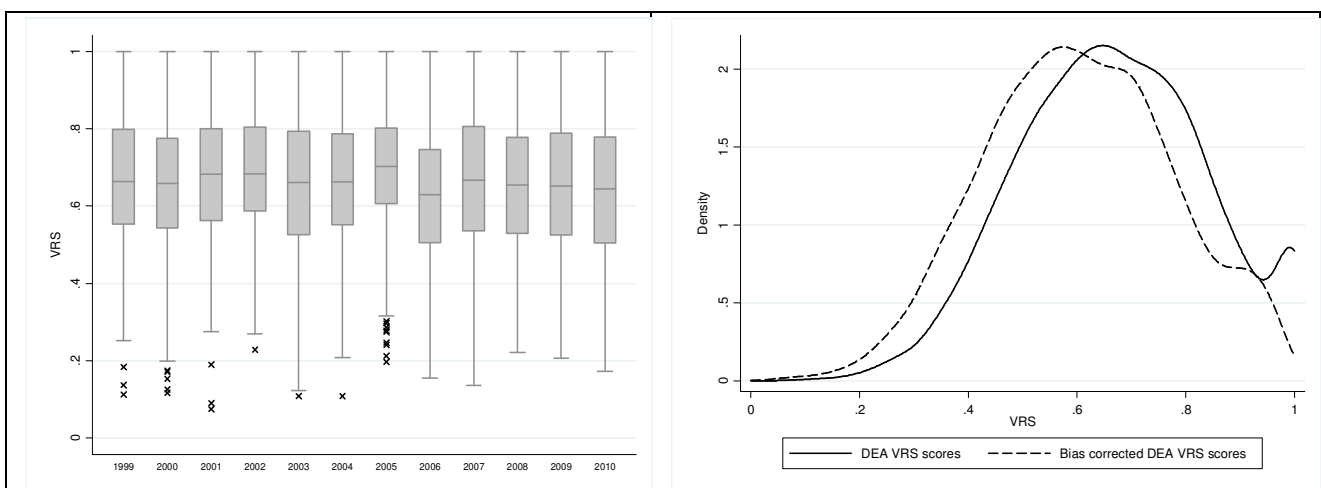 1
.8
.6
.4
.2
0
VRS
1999 2000 2001 2002 2003 2004 2005 2006 2007 2008 2009 2010
2
1.5
1
.5
0
Density
0 .2 .4 .6 .8 1
VRS
DEA VRS scores Bias corrected DEA VRS scores